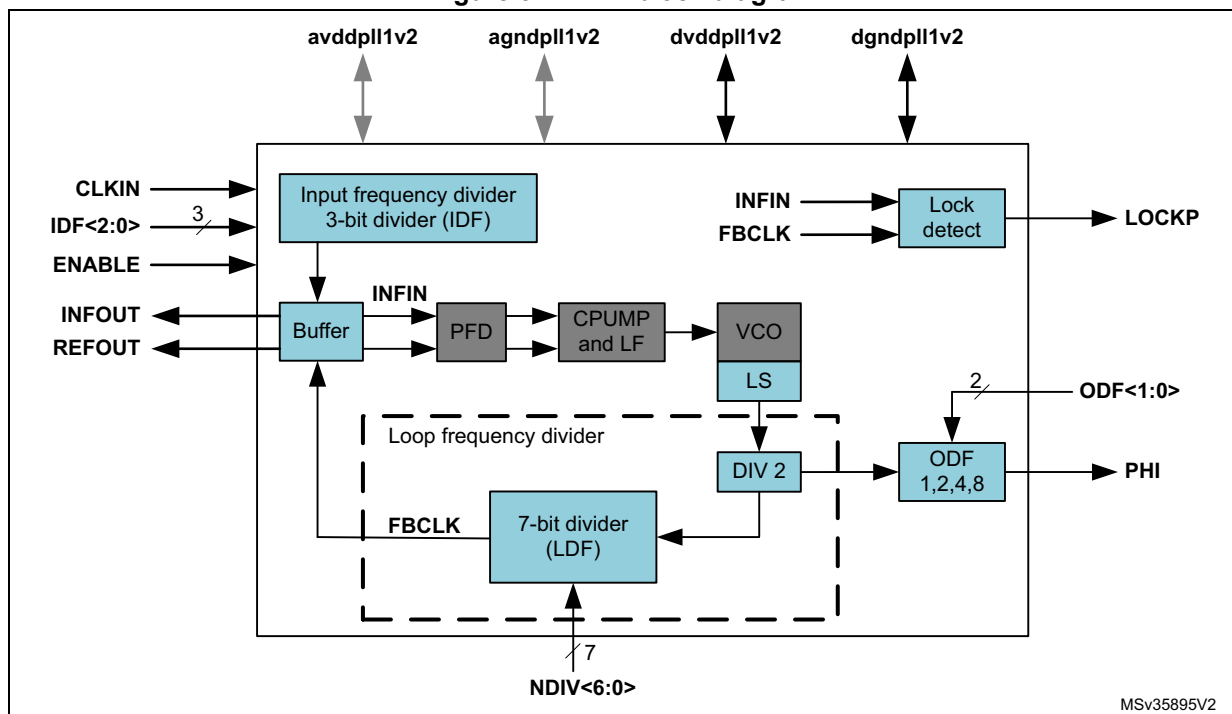 avddpll1v2 agndpll1v2 dvddpll1v2 dgndpll1v2
CLKIN
IDF<2:0>
3
ENABLE
INFOUT
REFOUT
Input frequency divider
3-bit divider (IDF)
INFIN
FBCLK
Lock
detect
LOCKP
Buffer
INFIN
PFD
CPUMP
and LF
VCO
LS
2
ODF<1:0>
Loop frequency divider
DIV 2
ODF
1,2,4,8
PHI
FBCLK
7-bit divider
(LDF)
7
NDIV<6:0>
MSv35895V2